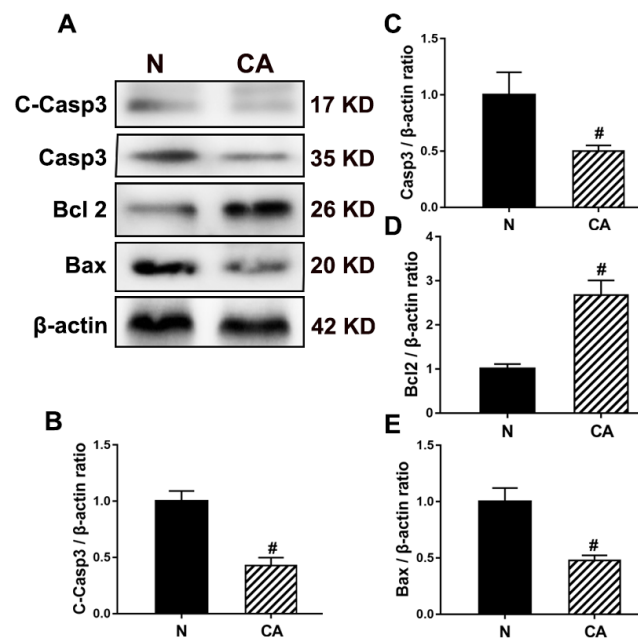 A
N CA
C-Casp3 17 KD
Casp3 35 KD
Bcl 2 26 KD
Bax 20 KD
β-actin 42 KD
B
C-Casp3 / β-actin ratio
1.5
1.0
0.5
0.0
#
N CA
C
Casp3 / β-actin ratio
1.5
1.0
0.5
0.0
#
N CA
D
Bcl2 / β-actin ratio
4
3
2
1
0
#
N CA
E
Bax / β-actin ratio
1.5
1.0
0.5
0.0
#
N CA